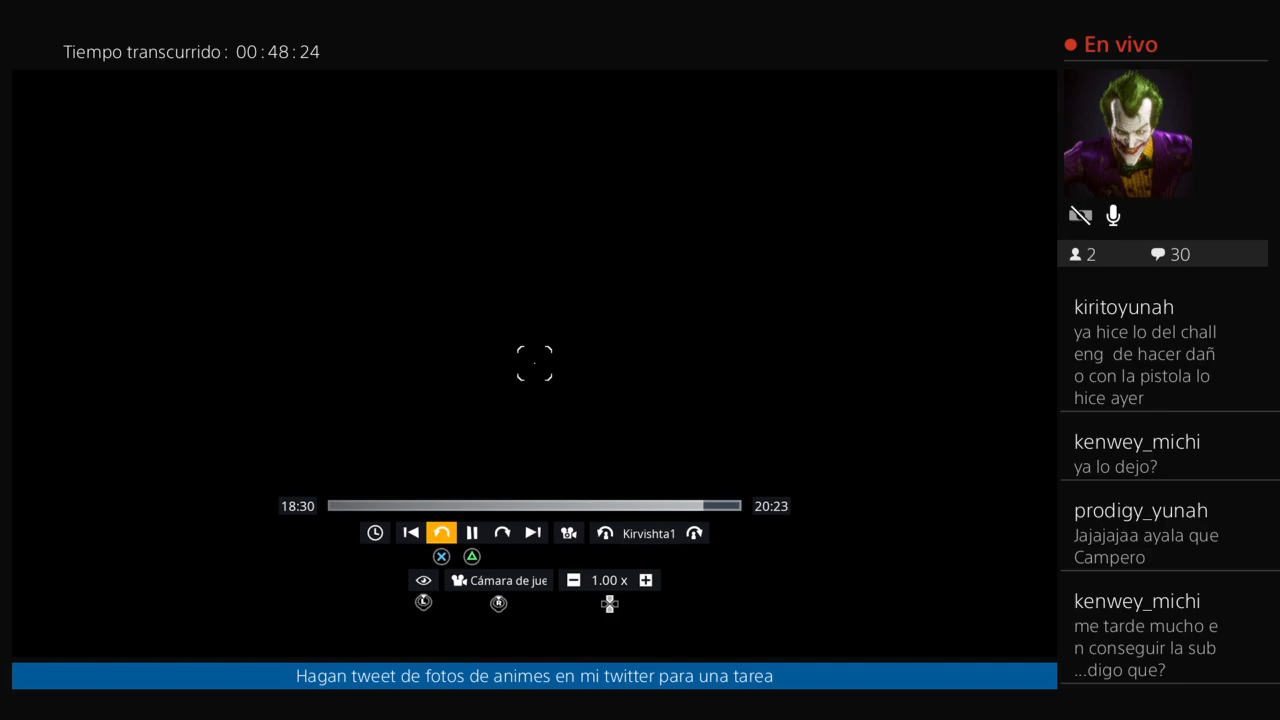 Tiempo transcurrido : 00 : 48 : 24
En vivo
2
30
kiritoyunah
ya hice lo del chall
eng de hacer dañ
o con la pistola lo
hice ayer
kenwey_michi
ya lo dejo?
prodigy_yunah
Jajajajaa ayala que
Campero
kenwey_michi
me tarde mucho e
n conseguir la sub
...digo que?
18:30
20:23
Kirvishta1
Cámara de jue
1.00 x
L
R
Hagan tweet de fotos de animes en mi twitter para una tarea